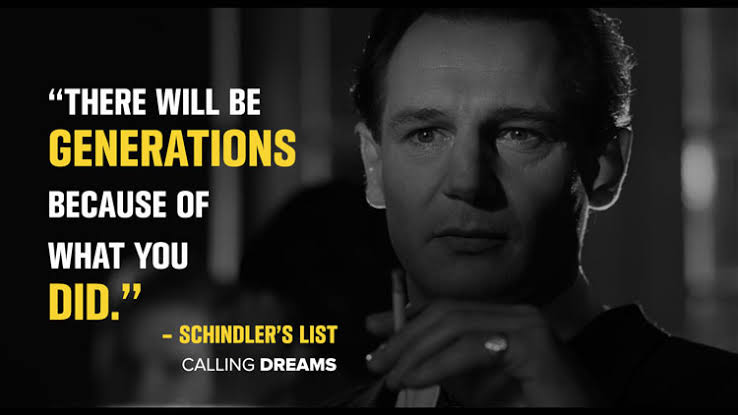 “THERE WILL BE
GENERATIONS
BECAUSE OF
WHAT YOU
DID.”
– SCHINDLER’S LIST
CALLING DREAMS